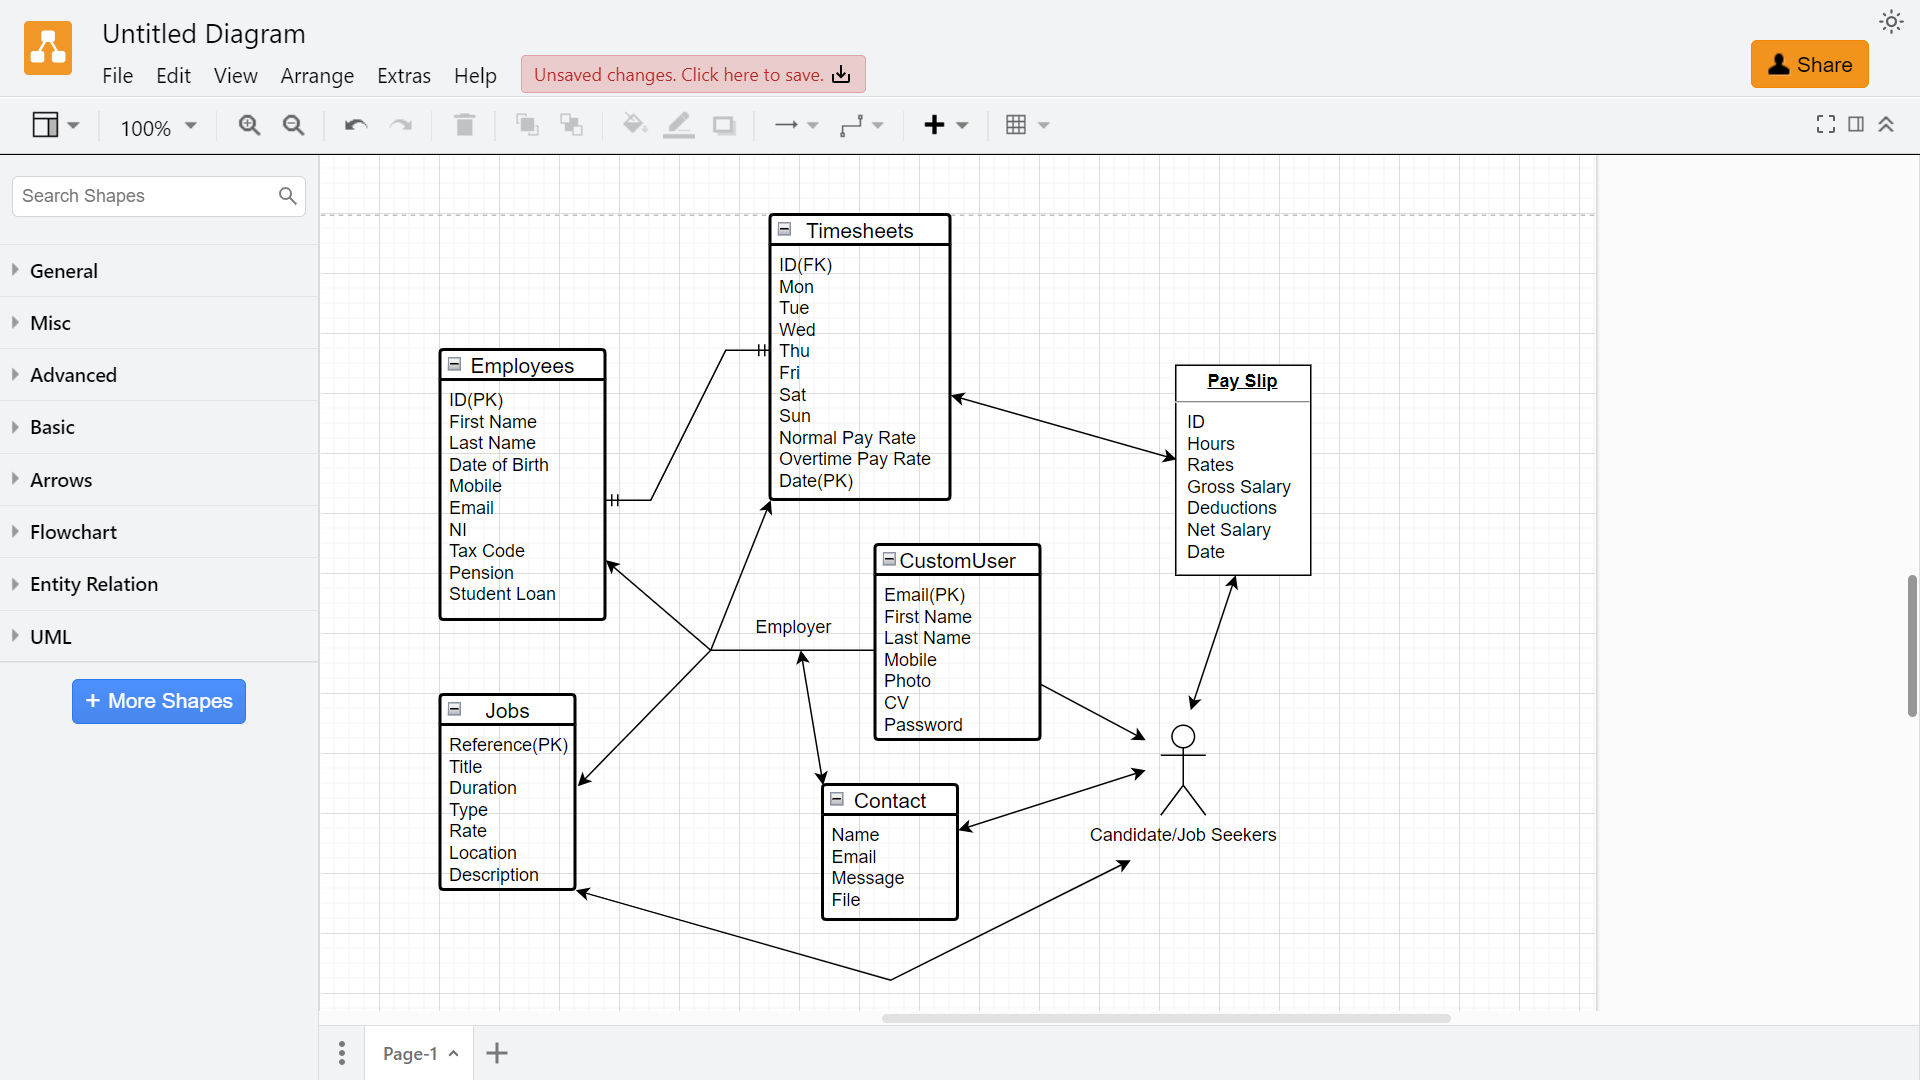 Untitled Diagram
File Edit View Arrange Extras Help
Unsaved changes. Click here to save.
Share
100%
Search Shapes
General
Misc
Advanced
Basic
Arrows
Flowchart
Entity Relation
UML
+ More Shapes
Timesheets
ID(FK)
Mon
Tue
Wed
Thu
Fri
Sat
Sun
Normal Pay Rate
Overtime Pay Rate
Date(PK)
Employees
ID(PK)
First Name
Last Name
Date of Birth
Mobile
Email
NI
Tax Code
Pension
Student Loan
Pay Slip
ID
Hours
Rates
Gross Salary
Deductions
Net Salary
Date
CustomUser
Email(PK)
First Name
Last Name
Mobile
Photo
CV
Password
Employer
Jobs
Reference(PK)
Title
Duration
Type
Rate
Location
Description
Contact
Name
Email
Message
File
Candidate/Job Seekers
Page-1